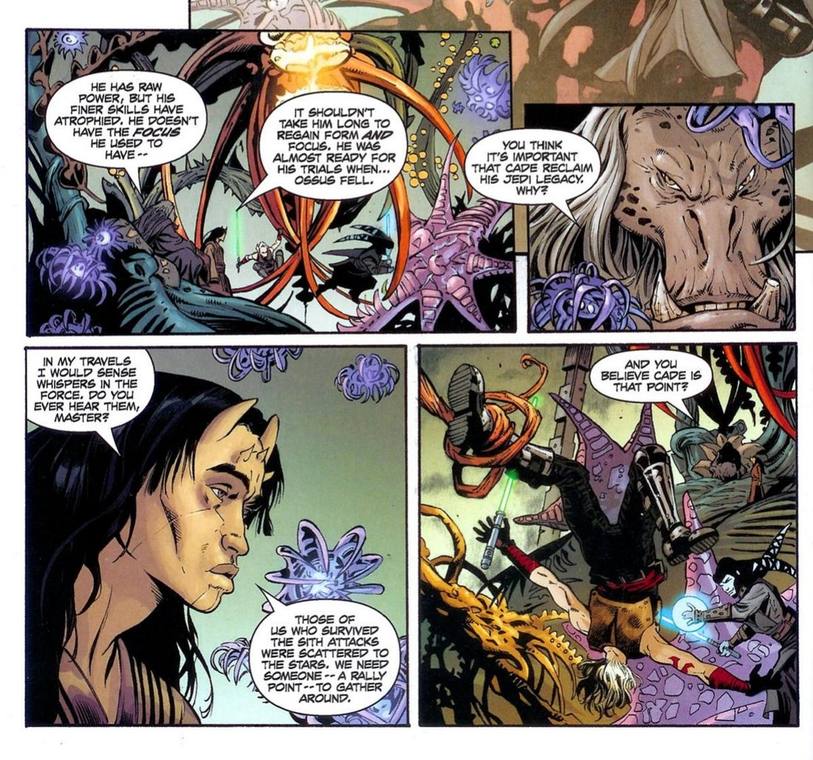 HE HAS RAW
POWER, BUT HIS
FINER SKILLS HAVE
ATROPHIED. HE DOESN'T
HAVE THE FOCUS
HE USED TO
HAVE --
IT SHOULDN'T
TAKE HIM LONG TO
REGAIN FORM AND
FOCUS. HE WAS
ALMOST READY FOR
HIS TRIALS WHEN...
OSSUS FELL.
YOU THINK
IT'S IMPORTANT
THAT CADE RECLAIM
HIS JEDI LEGACY.
WHY?
IN MY TRAVELS
I WOULD SENSE
WHISPERS IN THE
FORCE. DO YOU
EVER HEAR THEM,
MASTER?
THOSE OF
US WHO SURVIVED
THE SITH ATTACKS
WERE SCATTERED TO
THE STARS. WE NEED
SOMEONE -- A RALLY
POINT -- TO GATHER
AROUND.
AND YOU
BELIEVE CADE IS
THAT POINT?